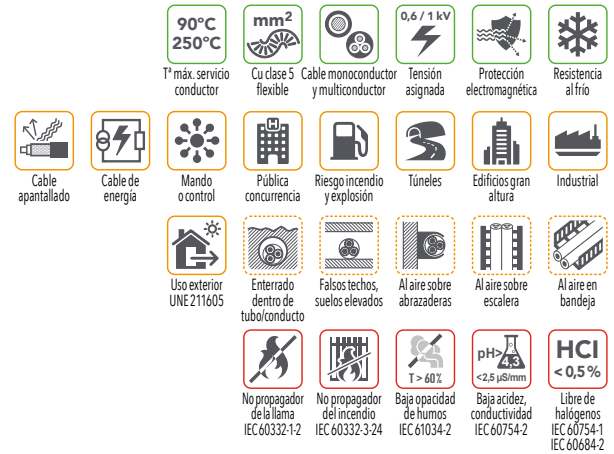 90°C
250°C
Tª máx. servicio
conductor
mm²
Cu clase 5
flexible
Cable monoconductor
y multiconductor
0,6 / 1 kV
Tensión
asignada
Protección
electromagnética
Resistencia
al frío
Cable
apantallado
Cable de
energía
Mando
o control
H
Pública
concurrencia
Riesgo incendio
y explosión
Túneles
Edificios gran
altura
Industrial
Uso exterior
UNE 211605
Enterrado
dentro de
tubo/conducto
Falsos techos,
suelos elevados
Al aire sobre
abrazaderas
Al aire sobre
escalera
Al aire en
bandeja
No propagador
de la llama
IEC 60332-1-2
No propagador
del incendio
IEC 60332-3-24
T > 60%
Baja opacidad
de humos
IEC 61034-2
pH> 4,3
<2,5 µS/mm
Baja acidez,
conductividad
IEC 60754-2
HCl
< 0,5 %
Libre de
halógenos
IEC 60754-1
IEC 60684-2